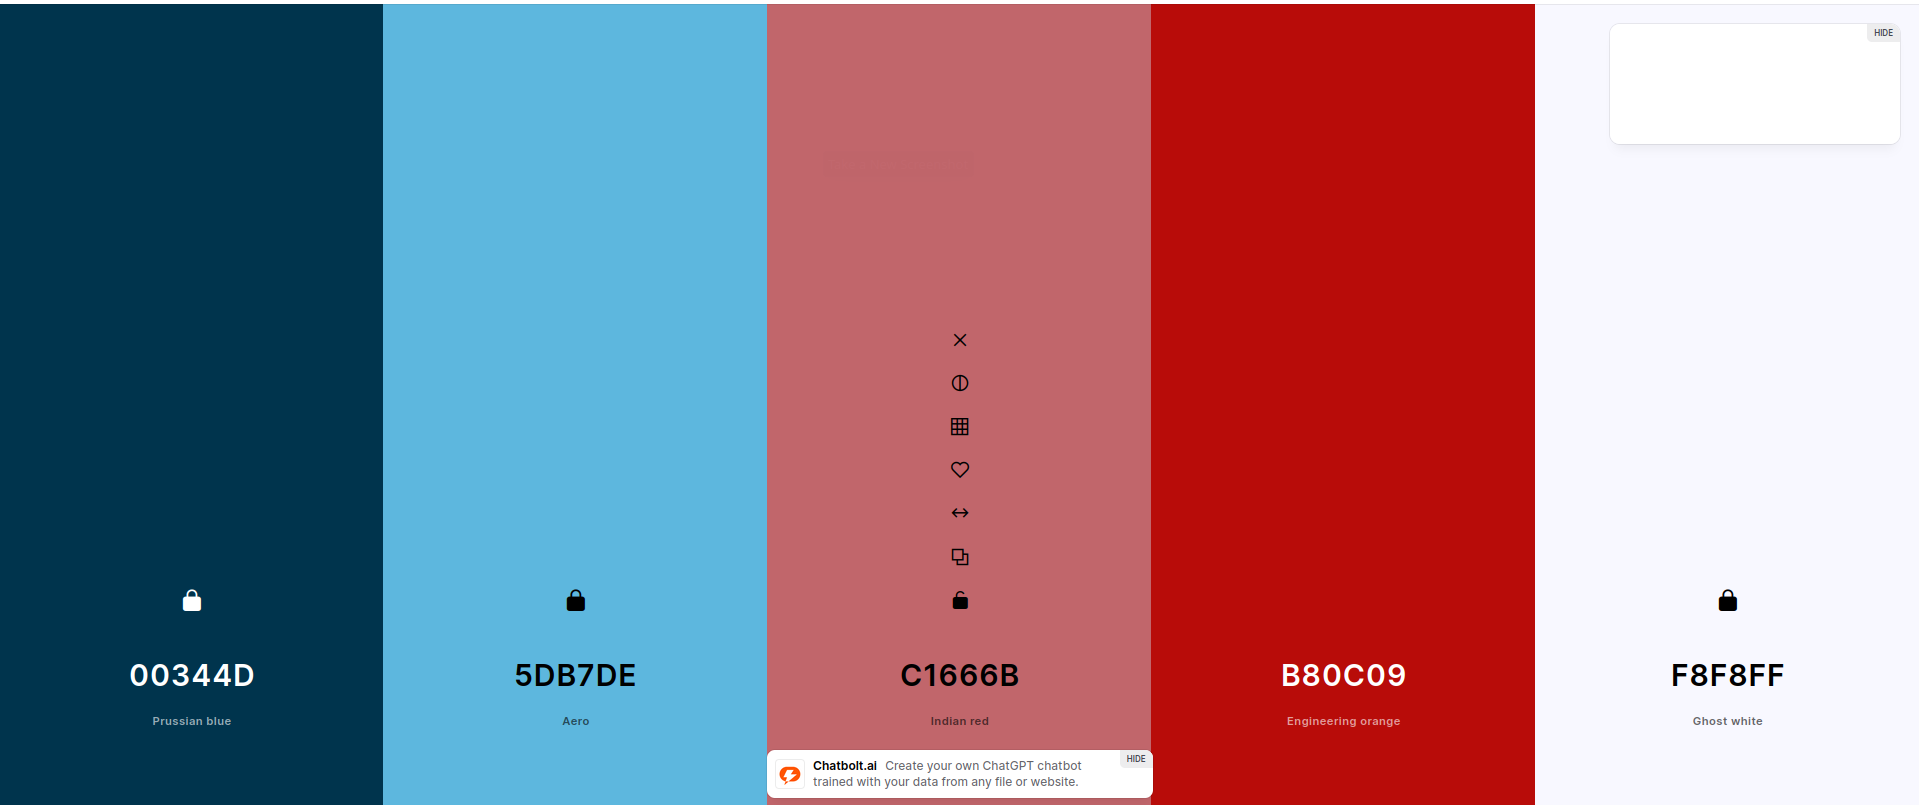 HIDE
00344D
Prussian blue
5DB7DE
Aero
C1666B
Indian red
B80C09
Engineering orange
F8F8FF
Ghost white
HIDE
Chatbolt.ai Create your own ChatGPT chatbot
trained with your data from any file or website.